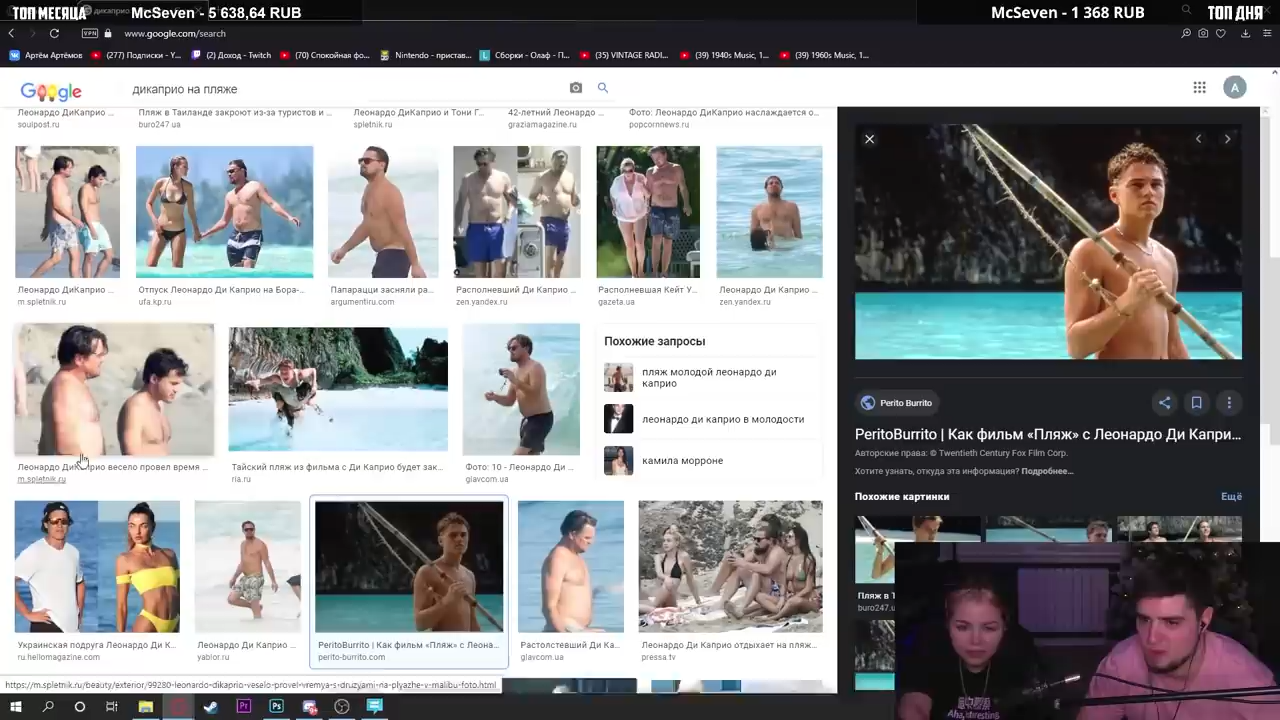 ТОП МЕСЯЦА
McSeven - 5 638,64 RUB
McSeven - 1 368 RUB
ТОП ДНЯ
дикаприо
VPN
www.google.com/search
Артём Артёмов
(277) Подписки - Y...
(2) Доход - Twitch
(70) Спокойная фо...
Nintendo - пристав...
Сборки - Олаф - П...
(35) VINTAGE RADI...
(39) 1940s Music, 1...
(39) 1960s Music, 1...
Google
дикаприо на пляже
A
Леонардо ДиКаприо ...
soulpost.ru
Пляж в Таиланде закроют из-за туристов и ...
buro247.ua
Леонардо ДиКаприо и Тони Г...
spletnik.ru
42-летний Леонардо ...
graziamagazine.ru
Фото: Леонардо ДиКаприо наслаждается о...
popcornnews.ru
Леонардо ДиКаприо ...
m.spletnik.ru
Отпуск Леонардо Ди Каприо на Бора-...
ufa.kp.ru
Папарацци засняли ра...
argumentiru.com
Располневший Ди Каприо ...
zen.yandex.ru
Располневшая Кейт У...
gazeta.ua
Леонардо Ди Каприо ...
zen.yandex.ru
Леонардо ДиКаприо весело провел время ...
m.spletnik.ru
Тайский пляж из фильма с Ди Каприо будет зак...
ria.ru
Фото: 10 - Леонардо Ди ...
glavcom.ua
Похожие запросы
пляж молодой леонардо ди
каприо
леонардо ди каприо в молодости
камила морроне
Украинская подруга Леонардо Ди К...
ru.hellomagazine.com
Леонардо Ди Каприо ...
yablor.ru
PeritoBurrito | Как фильм «Пляж» с Леона...
perito-burrito.com
Растолстевший Ди Ка...
glavcom.ua
Леонардо Ди Каприо отдыхает на пляж...
pressa.tv
https://m.spletnik.ru/beauty/exterior/99280-leonardo-dikaprio-veselo-provel-vremya-s-druzyami-na-plyazhe-v-malibu-foto.html
Perito Burrito
PeritoBurrito | Как фильм «Пляж» с Леонардо Ди Капри...
Авторские права: © Twentieth Century Fox Film Corp.
Хотите узнать, откуда эта информация? Подробнее...
Похожие картинки
Ещё
Пляж в Т
buro247.u
Aha,
interesting